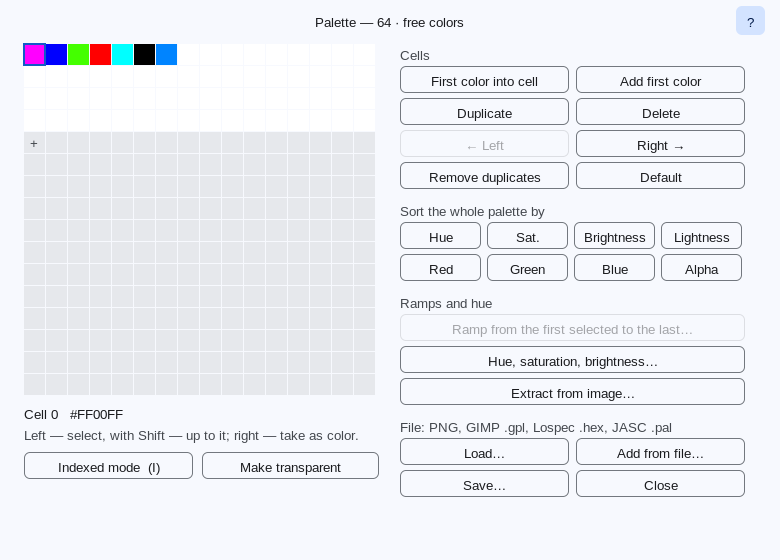 Palette — 64 · free colors
?
Cells
First color into cell
Add first color
Duplicate
Delete
← Left
Right →
Remove duplicates
Default
Sort the whole palette by
Hue
Sat.
Brightness
Lightness
Red
Green
Blue
Alpha
Ramps and hue
Ramp from the first selected to the last…
Hue, saturation, brightness…
Extract from image…
File: PNG, GIMP .gpl, Lospec .hex, JASC .pal
Load…
Add from file…
Save…
Close
+
Cell 0   #FF00FF
Left — select, with Shift — up to it; right — take as color.
Indexed mode  (I)
Make transparent